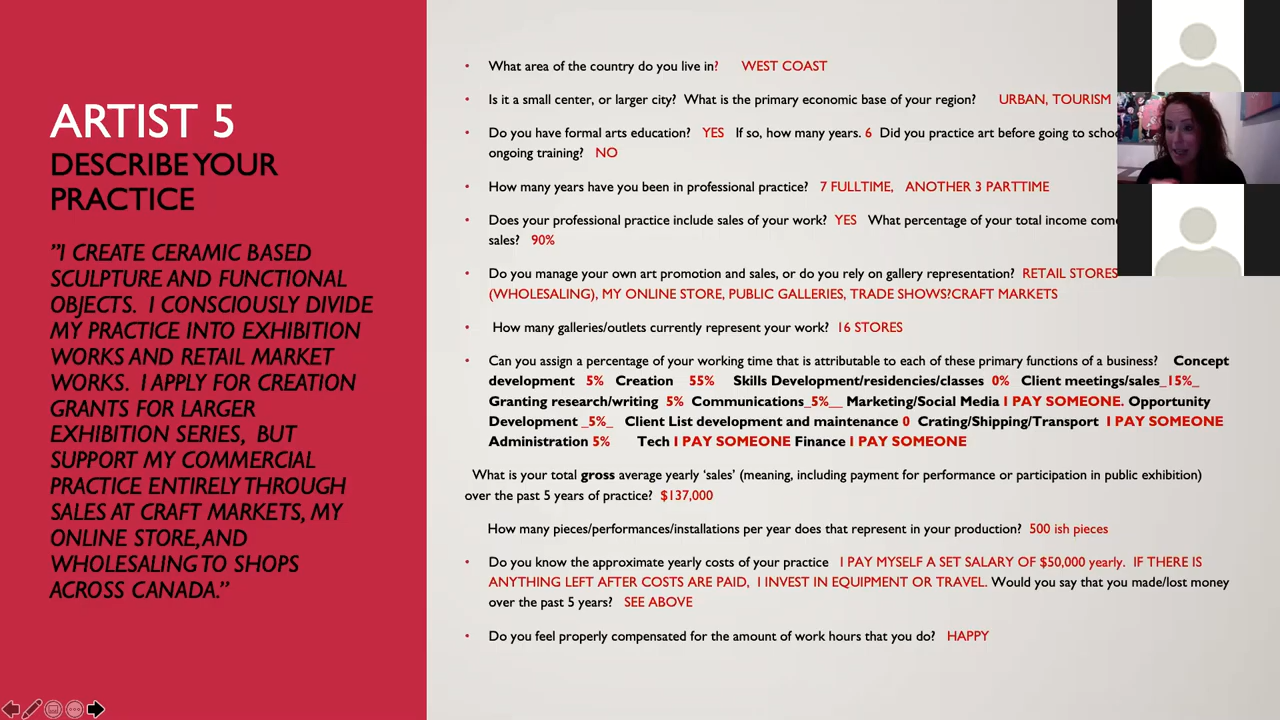 ARTIST 5
DESCRIBE YOUR
PRACTICE
"I CREATE CERAMIC BASED
SCULPTURE AND FUNCTIONAL
OBJECTS. I CONSCIOUSLY DIVIDE
MY PRACTICE INTO EXHIBITION
WORKS AND RETAIL MARKET
WORKS. I APPLY FOR CREATION
GRANTS FOR LARGER
EXHIBITION SERIES, BUT
SUPPORT MY COMMERCIAL
PRACTICE ENTIRELY THROUGH
SALES AT CRAFT MARKETS, MY
ONLINE STORE, AND
WHOLESALING TO SHOPS
ACROSS CANADA."
• What area of the country do you live in? WEST COAST
• Is it a small center, or larger city? What is the primary economic base of your region? URBAN, TOURISM
• Do you have formal arts education? YES If so, how many years. 6 Did you practice art before going to
ongoing training? NO
• How many years have you been in professional practice? 7 FULLTIME, ANOTHER 3 PARTTIME
• Does your professional practice include sales of your work? YES What percentage of your total income
sales? 90%
• Do you manage your own art promotion and sales, or do you rely on gallery representation? RETAIL STORES
(WHOLESALING), MY ONLINE STORE, PUBLIC GALLERIES, TRADE SHOWS?CRAFT MARKETS
• How many galleries/outlets currently represent your work? 16 STORES
• Can you assign a percentage of your working time that is attributable to each of these primary functions of a business? Concept
development 5% Creation 55% Skills Development/residencies/classes 0% Client meetings/sales_15%_
Granting research/writing 5% Communications_5%__ Marketing/Social Media I PAY SOMEONE. Opportunity
Development _5%_ Client List development and maintenance 0 Crating/Shipping/Transport I PAY SOMEONE
Administration 5% Tech I PAY SOMEONE Finance I PAY SOMEONE
What is your total gross average yearly 'sales' (meaning, including payment for performance or participation in public exhibition)
over the past 5 years of practice? $137,000
How many pieces/performances/installations per year does that represent in your production? 500 ish pieces
• Do you know the approximate yearly costs of your practice I PAY MYSELF A SET SALARY OF $50,000 yearly. IF THERE IS
ANYTHING LEFT AFTER COSTS ARE PAID, I INVEST IN EQUIPMENT OR TRAVEL. Would you say that you made/lost money
over the past 5 years? SEE ABOVE
• Do you feel properly compensated for the amount of work hours that you do? HAPPY